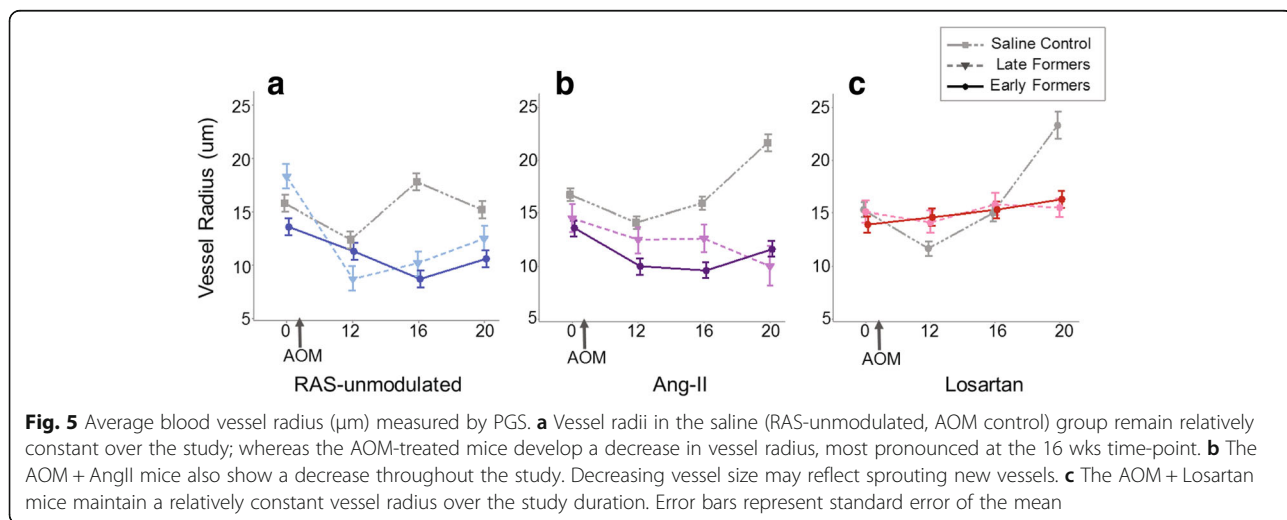 Saline Control
Late Formers
Early Formers
a
b
c
Vessel Radius (um)
25
20
15
10
5
0
12
16
20
AOM
RAS-unmodulated
25
20
15
10
5
0
12
16
20
AOM
Ang-II
25
20
15
10
5
0
12
16
20
AOM
Losartan
Fig. 5 Average blood vessel radius (μm) measured by PGS. a Vessel radii in the saline (RAS-unmodulated, AOM control) group remain relatively
constant over the study; whereas the AOM-treated mice develop a decrease in vessel radius, most pronounced at the 16 wks time-point. b The
AOM + AngII mice also show a decrease throughout the study. Decreasing vessel size may reflect sprouting new vessels. c The AOM + Losartan
mice maintain a relatively constant vessel radius over the study duration. Error bars represent standard error of the mean